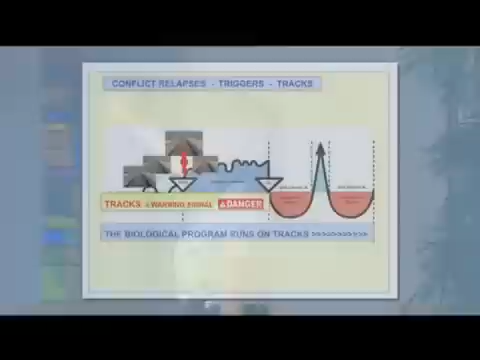 CONFLICT RELAPSES - TRIGGERS - TRACKS
TRACKS
WARNING SIGNAL
DANGER
THE BIOLOGICAL PROGRAM RUNS ON TRACKS >>>>>>>>>>>